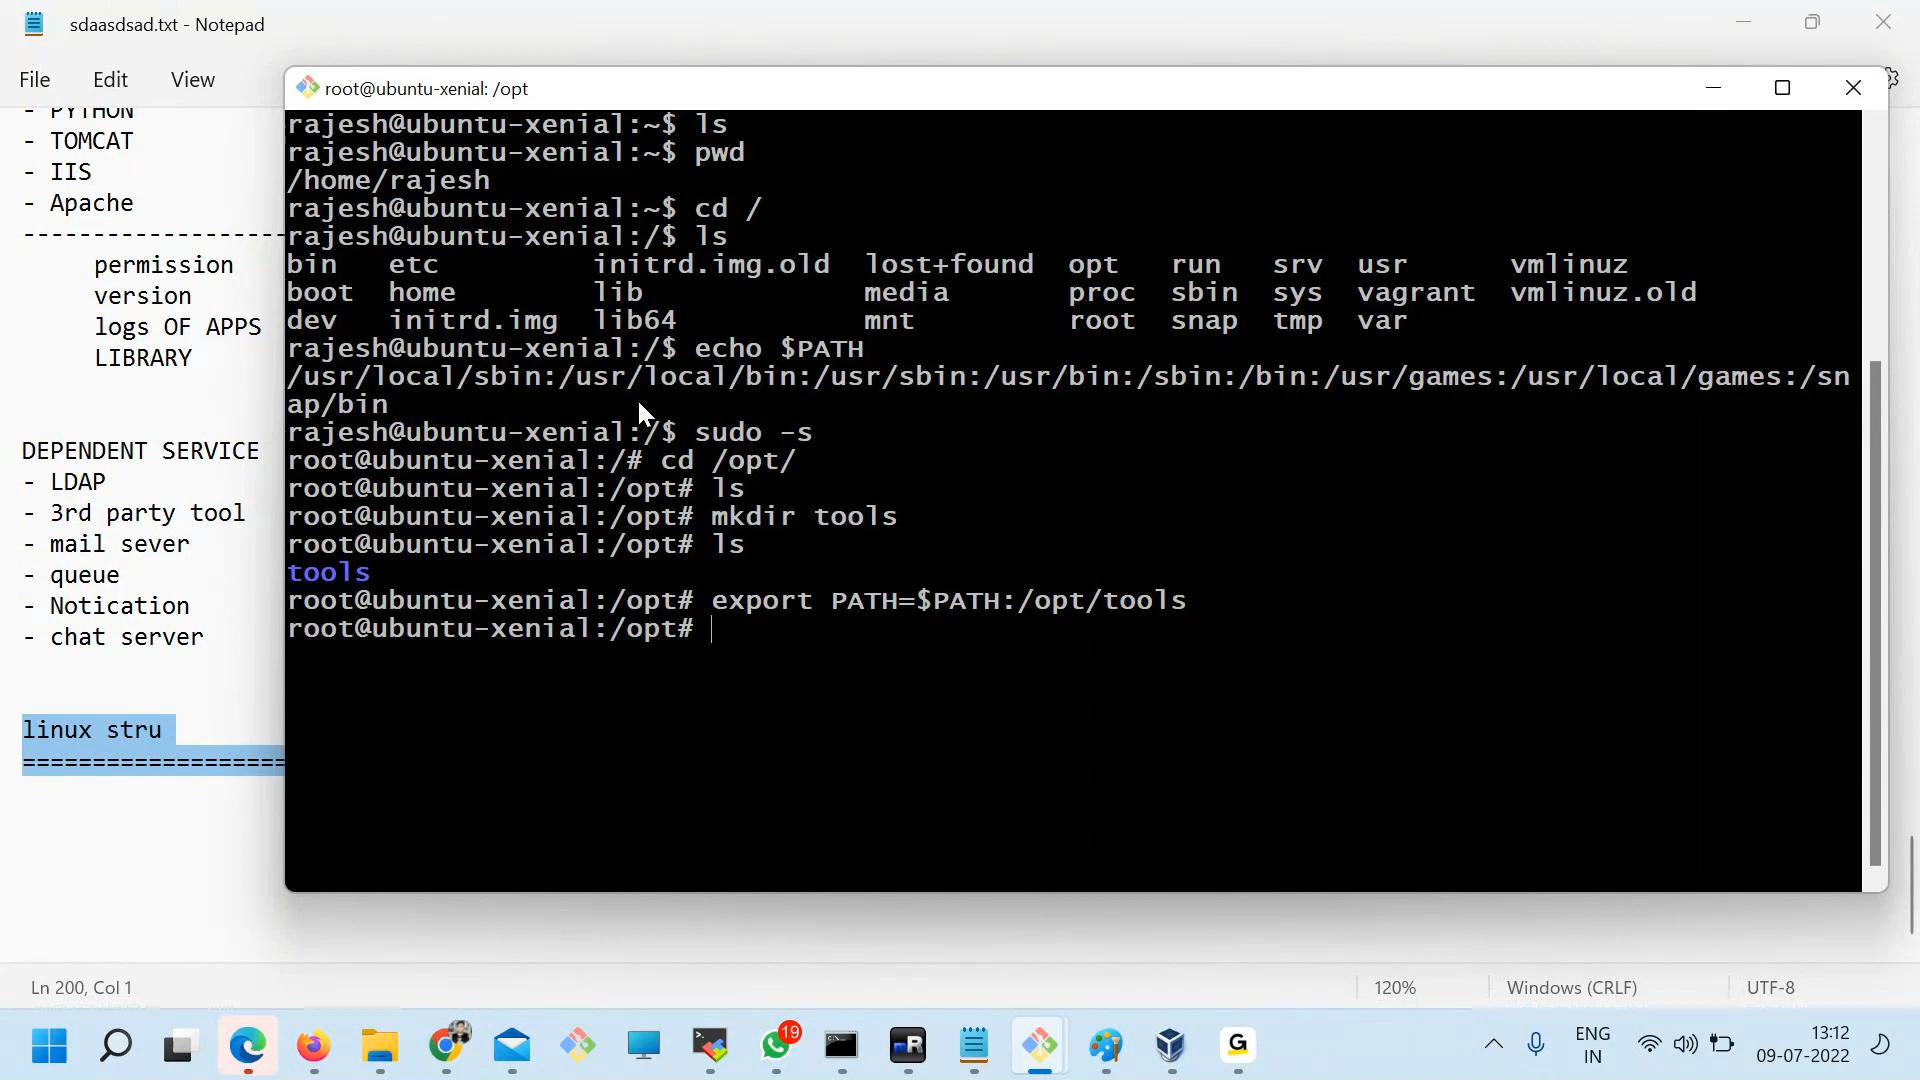 sdaasdsad.txt - Notepad
File Edit View
- PYTHON
- TOMCAT
- IIS
- Apache
--------------------
permission
version
logs OF APPS
LIBRARY
DEPENDENT SERVICE
- LDAP
- 3rd party tool
- mail sever
- queue
- Notication
- chat server
linux stru
===================
root@ubuntu-xenial: /opt
rajesh@ubuntu-xenial:~$ ls
rajesh@ubuntu-xenial:~$ pwd
/home/rajesh
rajesh@ubuntu-xenial:~$ cd /
rajesh@ubuntu-xenial:/$ ls
bin etc initrd.img.old lost+found opt run srv usr vmlinuz
boot home lib media proc sbin sys vagrant vmlinuz.old
dev initrd.img lib64 mnt root snap tmp var
rajesh@ubuntu-xenial:/$ echo $PATH
/usr/local/sbin:/usr/local/bin:/usr/sbin:/usr/bin:/sbin:/bin:/usr/games:/usr/local/games:/sn
ap/bin
rajesh@ubuntu-xenial:/$ sudo -s
root@ubuntu-xenial:/# cd /opt/
root@ubuntu-xenial:/opt# ls
root@ubuntu-xenial:/opt# mkdir tools
root@ubuntu-xenial:/opt# ls
tools
root@ubuntu-xenial:/opt# export PATH=$PATH:/opt/tools
root@ubuntu-xenial:/opt#
Ln 200, Col 1 120% Windows (CRLF) UTF-8
19
R
G
ENG
IN
13:12
09-07-2022